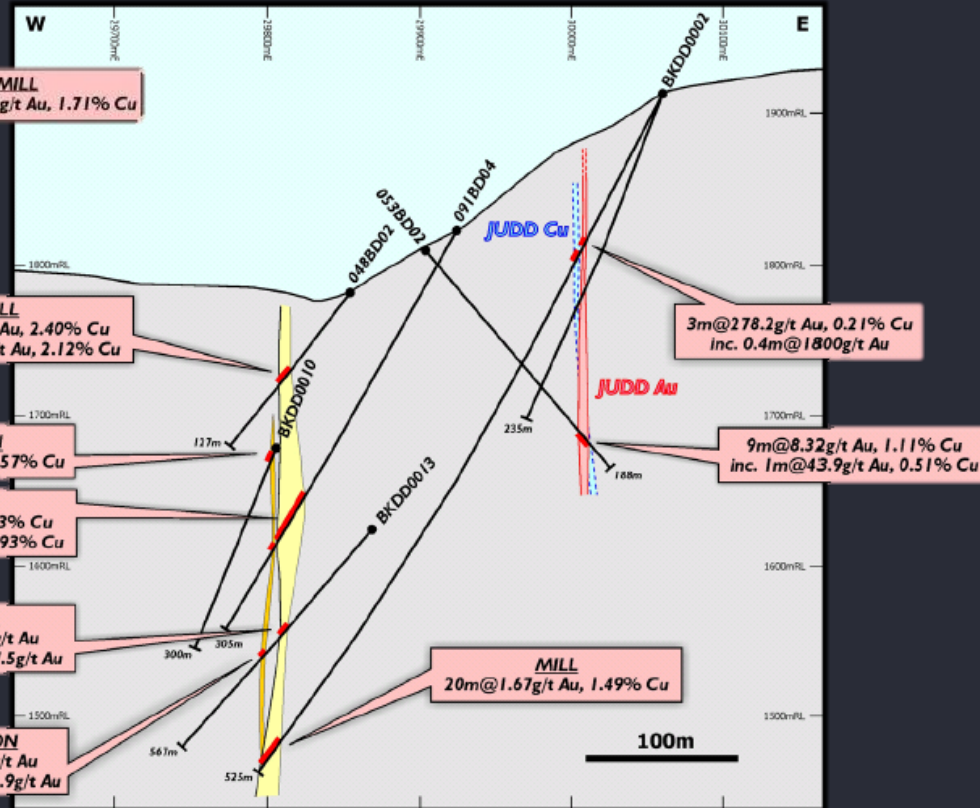 W
E
29700mE
29800mE
29900mE
30000mE
30100mE
BKDD0002
MILL
g/t Au, 1.71% Cu
1900mRL
091BD04
053BD02
048BD02
JUDD Cu
1800mRL
1800mRL
LL
Au, 2.40% Cu
t Au, 2.12% Cu
3m@278.2g/t Au, 0.21% Cu
inc. 0.4m@1800g/t Au
BKDD0010
JUDD Au
1700mRL
1700mRL
127m
235m
57% Cu
9m@8.32g/t Au, 1.11% Cu
inc. 1m@43.9g/t Au, 0.51% Cu
188m
BKDD0013
3% Cu
93% Cu
1600mRL
1600mRL
g/t Au
.5g/t Au
300m
305m
MILL
20m@1.67g/t Au, 1.49% Cu
1500mRL
1500mRL
ON
/t Au
.9g/t Au
561m
525m
100m